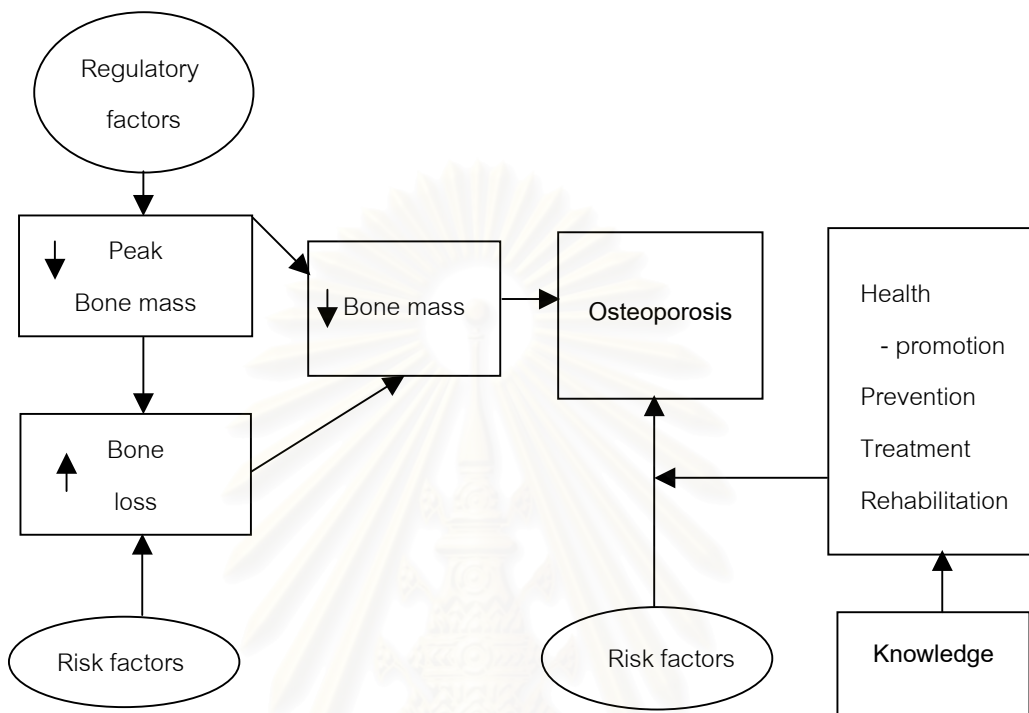 Regulatory
factors
Peak
Bone mass
Bone
loss
Risk factors
Bone mass
Osteoporosis
Risk factors
Health
- promotion
Prevention
Treatment
Rehabilitation
Knowledge